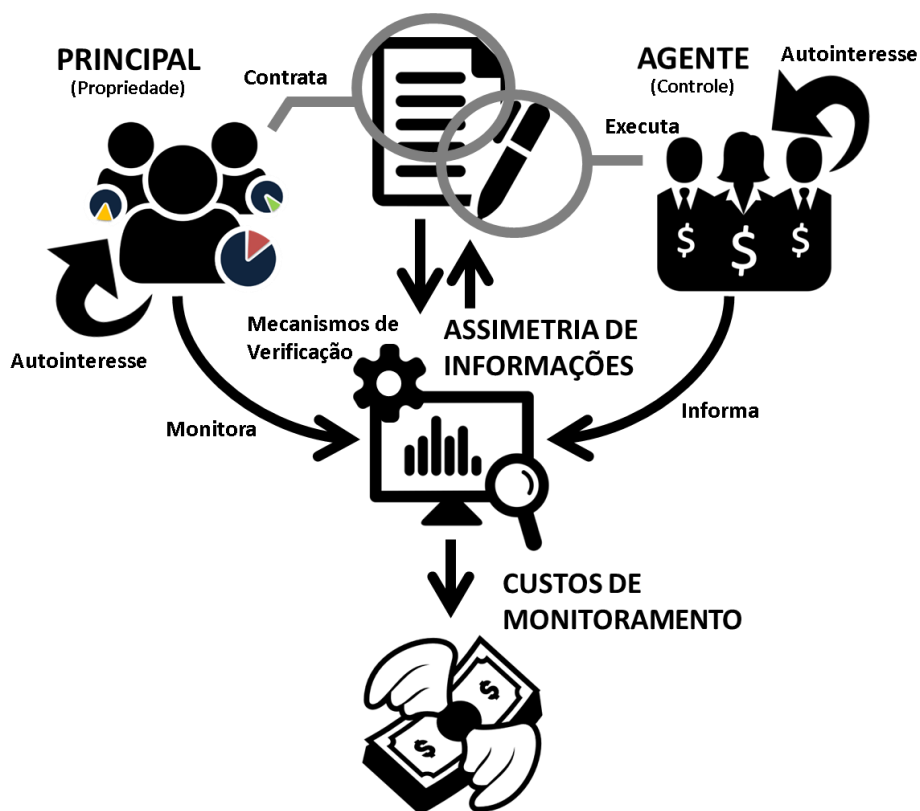 PRINCIPAL
(Propriedade)
Contrata
AGENTE
(Controle)
Autointeresse
Executa
$ $ $
Autointeresse
Mecanismos de
Verificação
ASSIMETRIA DE
INFORMAÇÕES
Monitora
Informa
CUSTOS DE
MONITORAMENTO
$
$